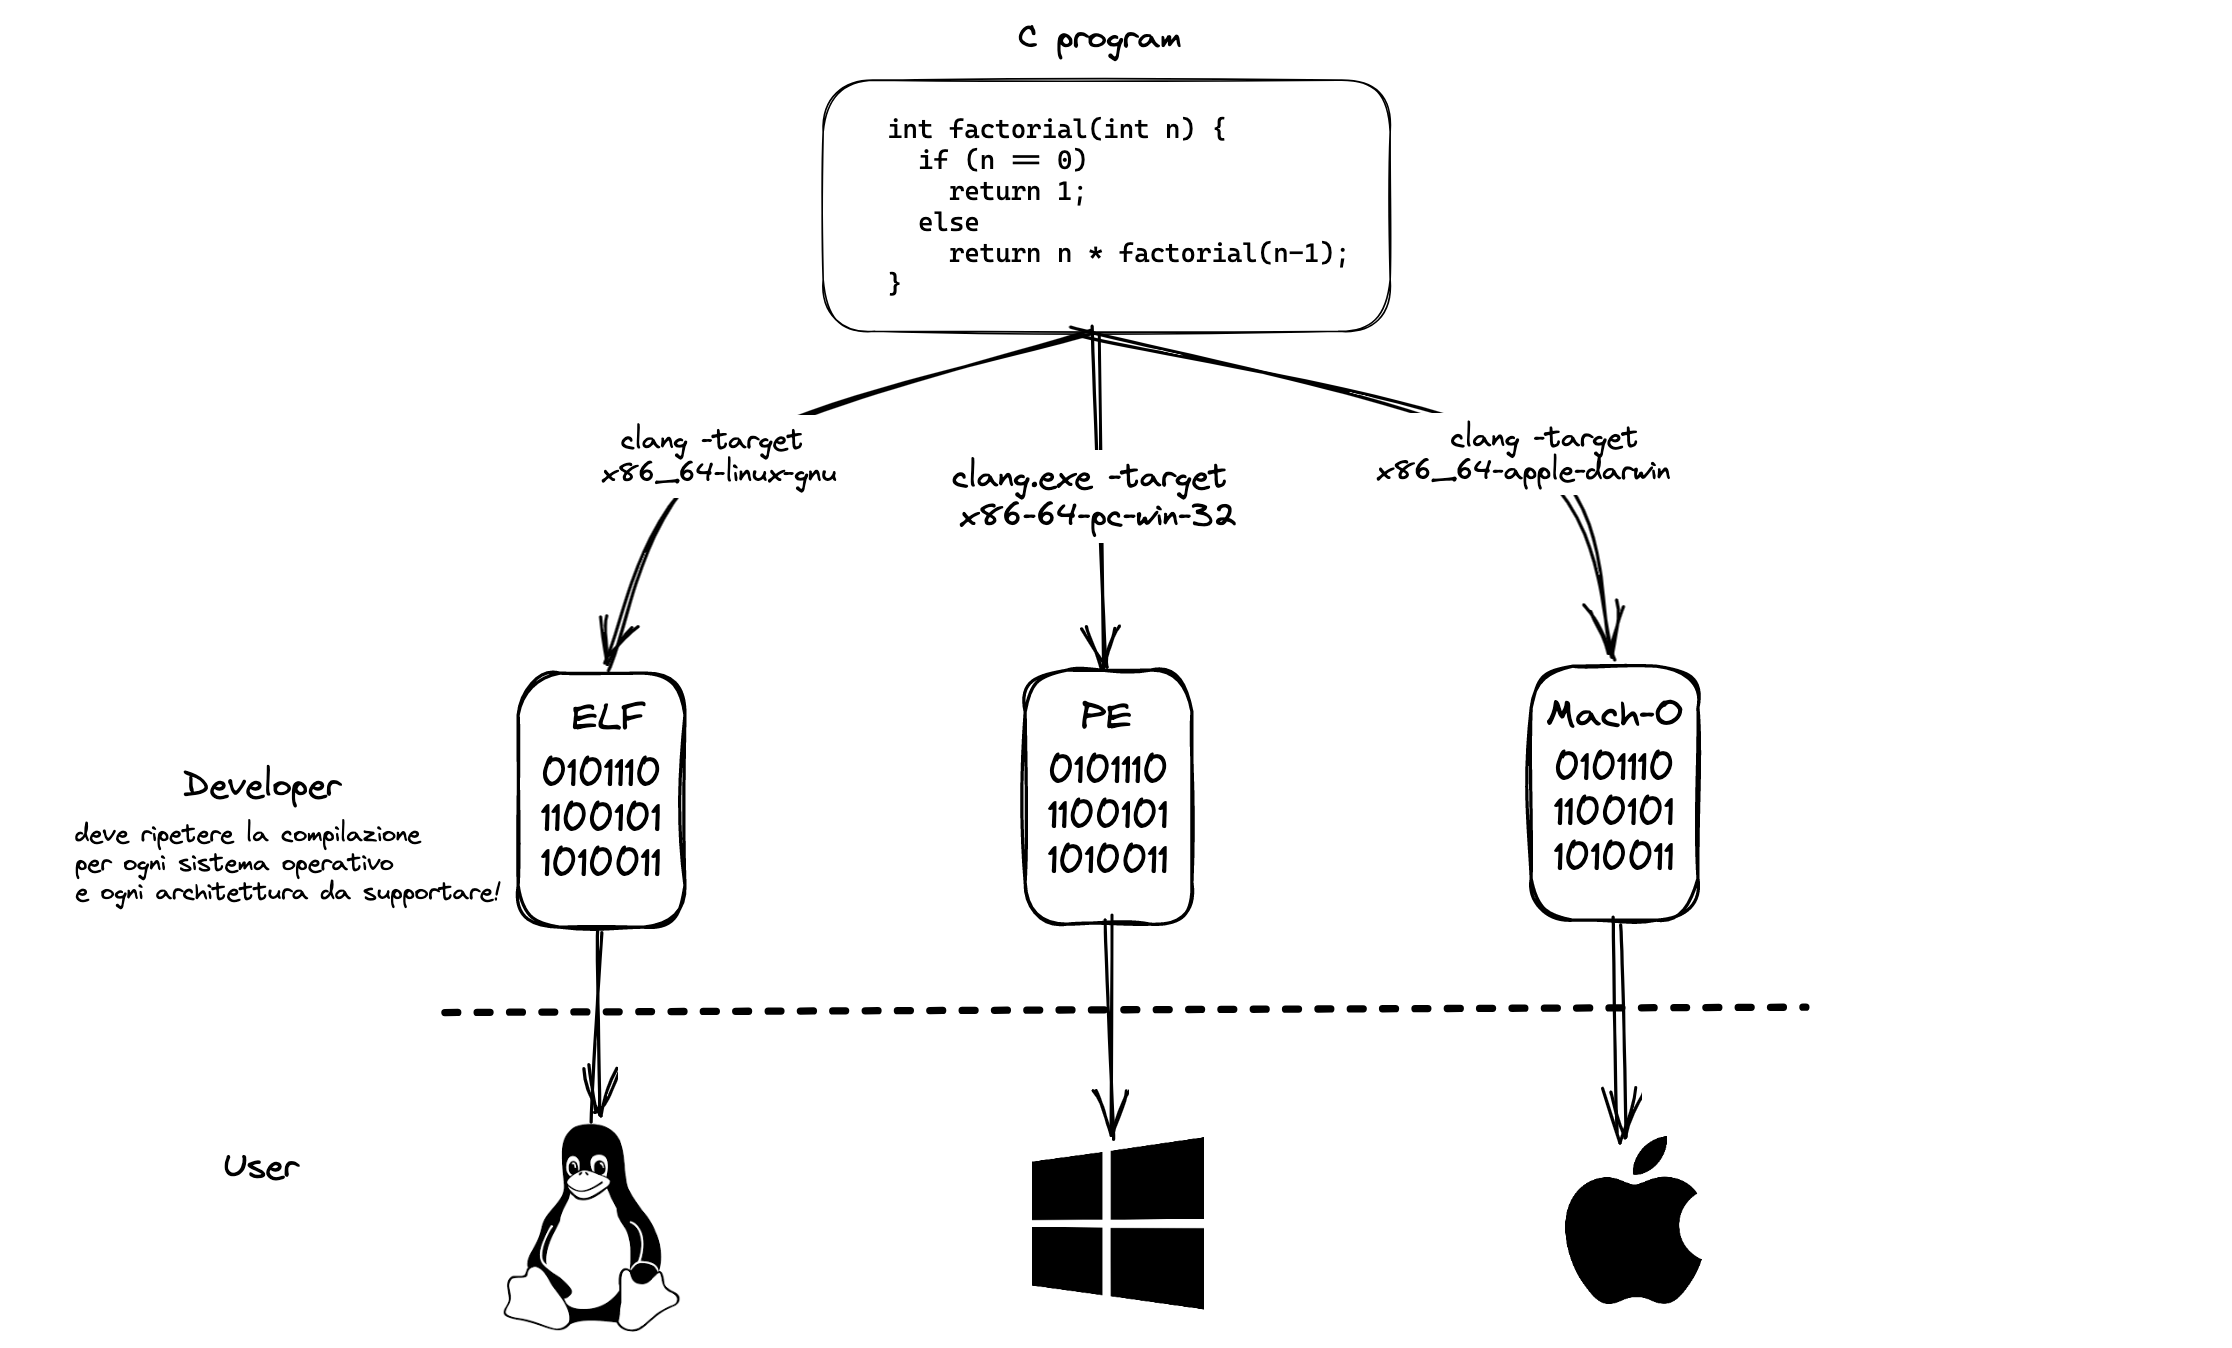 C program
int factorial(int n) {
if (n == 0)
return 1;
else
return n * factorial(n-1);
}
clang -target
x86_64-linux-gnu
clang.exe -target
x86-64-pc-win-32
clang -target
x86_64-apple-darwin
ELF
0101110
1100101
1010011
PE
0101110
1100101
1010011
Mach-O
0101110
1100101
1010011
Developer
deve ripetere la compilazione
per ogni sistema operativo
e ogni architettura da supportare!
User